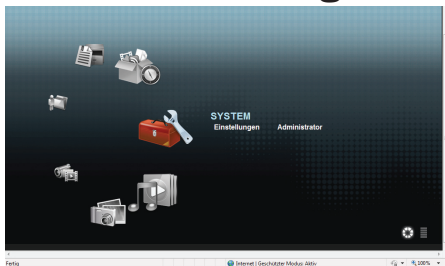 SYSTEM
Einstellungen Administrator
Fertig Internet | Geschützter Modus: Aktiv 100%